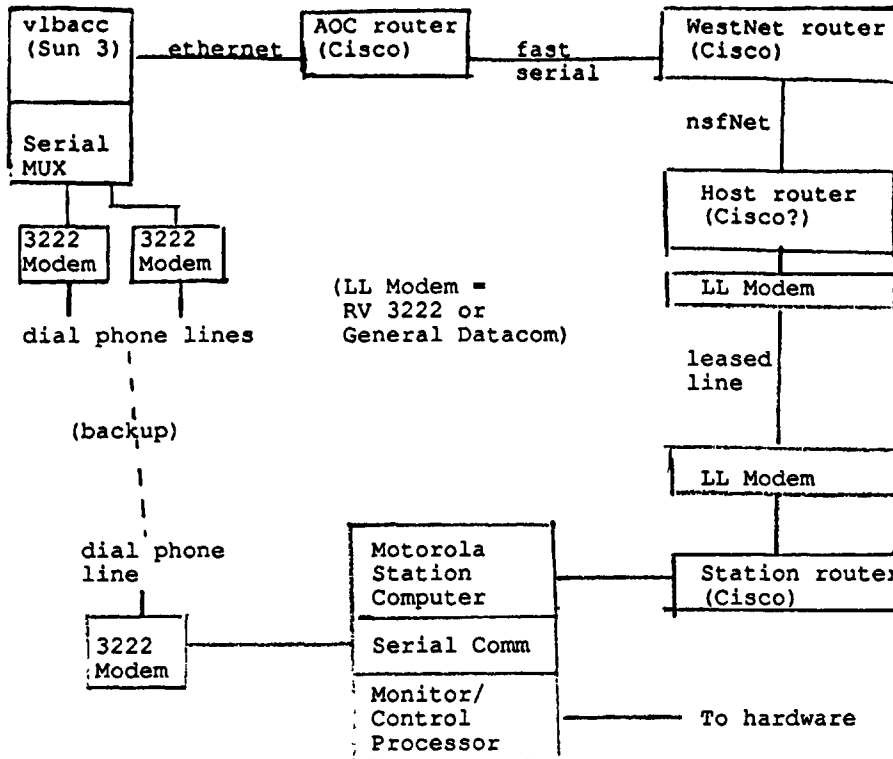 vlbacc
(Sun 3)
ethernet
AOC router
(Cisco)
fast
serial
WestNet router
(Cisco)
Serial
MUX
nsfNet
Host router
(Cisco?)
3222
Modem
3222
Modem
LL Modem
(LL Modem =
RV 3222 or
General Datacom)
dial phone lines
leased
line
(backup)
LL Modem
dial phone
line
Motorola
Station
Computer
Station router
(Cisco)
3222
Modem
Serial Comm
Monitor/
Control
Processor
To hardware